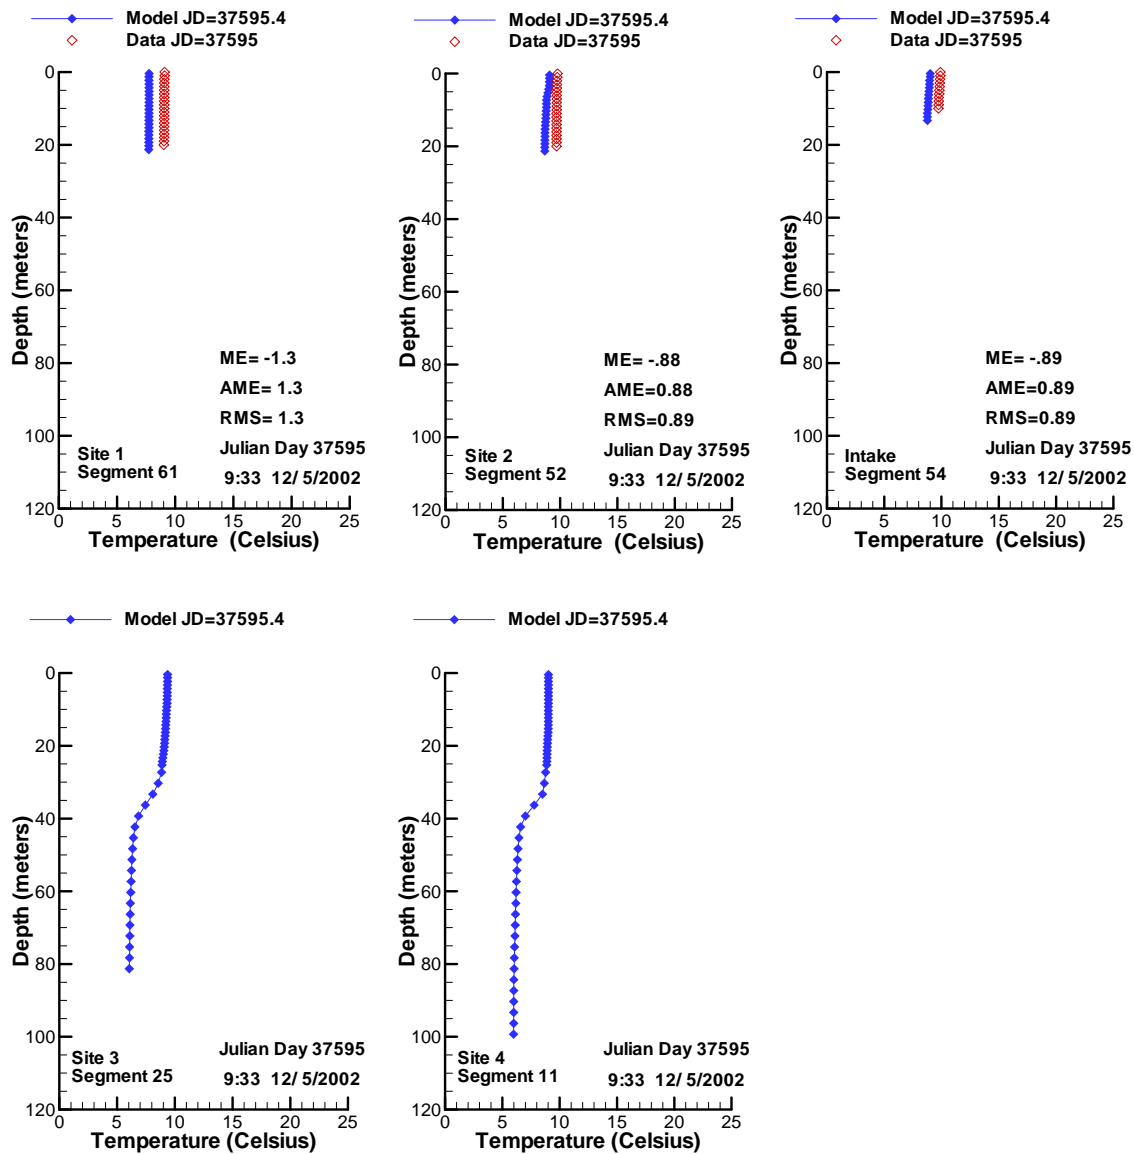 Model JD=37595.4
Data JD=37595
0
20
40
60
80
100
120
Depth (meters)
ME= -1.3
AME= 1.3
RMS= 1.3
Julian Day 37595
9:33 12/ 5/2002
Site 1
Segment 61
0 5 10 15 20 25
Temperature (Celsius)
Model JD=37595.4
Data JD=37595
0
20
40
60
80
100
120
Depth (meters)
ME= -.88
AME=0.88
RMS=0.89
Julian Day 37595
9:33 12/ 5/2002
Site 2
Segment 52
0 5 10 15 20 25
Temperature (Celsius)
Model JD=37595.4
Data JD=37595
0
20
40
60
80
100
120
Depth (meters)
ME= -.89
AME=0.89
RMS=0.89
Julian Day 37595
9:33 12/ 5/2002
Intake
Segment 54
0 5 10 15 20 25
Temperature (Celsius)
Model JD=37595.4
0
20
40
60
80
100
120
Depth (meters)
Julian Day 37595
9:33 12/ 5/2002
Site 3
Segment 25
0 5 10 15 20 25
Temperature (Celsius)
Model JD=37595.4
0
20
40
60
80
100
120
Depth (meters)
Julian Day 37595
9:33 12/ 5/2002
Site 4
Segment 11
0 5 10 15 20 25
Temperature (Celsius)